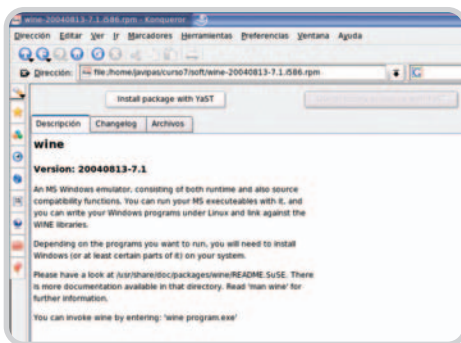 wine-20040813-7.1.i586.rpm - Konqueror
Dirección Editar Ver Ir Marcadores Herramientas Preferencias Ventana Ayuda
Dirección: file:/home/javipas/curso7/soft/wine-20040813-7.1.i586.rpm
Install package with YaST
Descripción Changelog Archivos
wine
Version: 20040813-7.1
An MS Windows emulator, consisting of both runtime and also source
compatibility functions. You can run your MS executeables with it, and
you can write your Windows programs under Linux and link against the
WINE libraries.
Depending on the programs you want to run, you will need to install
Windows (or at least certain parts of it) on your system.
Please have a look at /usr/share/doc/packages/wine/README.SuSE. There
is more documentation available in that directory. Read 'man wine' for
further information.
You can invoke wine by entering: 'wine program.exe'